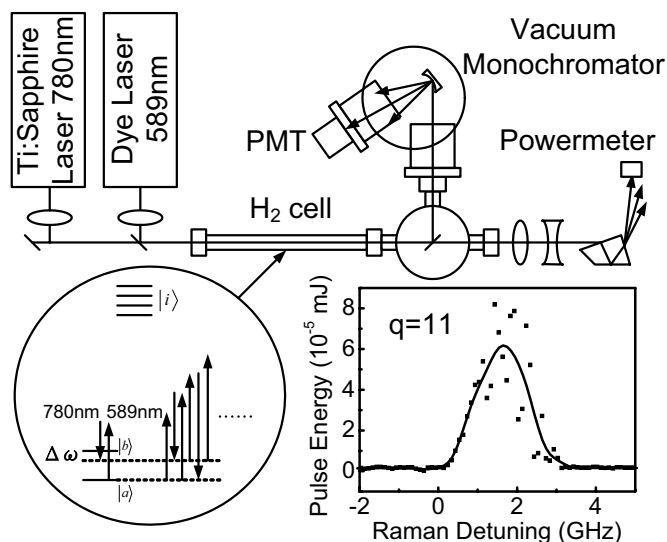 Ti:Sapphire
Laser 780nm
Dye Laser
589nm
Vacuum
Monochromator
PMT
Powermeter
H₂ cell
|i⟩
780nm 589nm
......
Δω
|b⟩
|a⟩
q=11
Pulse Energy (10⁻⁵ mJ)
8
6
4
2
0
-2 0 2 4
Raman Detuning (GHz)